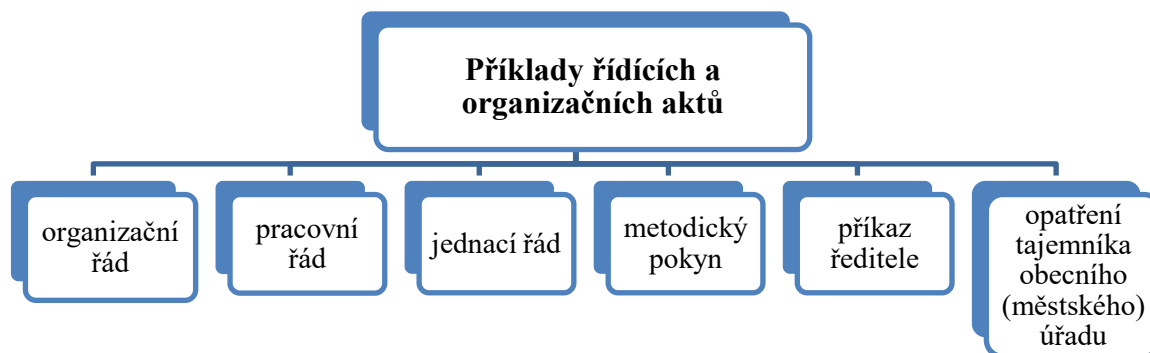 Příklady řídících a
organizačních aktů
organizační
řád
pracovní
řád
jednací řád
metodický
pokyn
příkaz
ředitele
opatření
tajemníka
obecního
(městského)
úřadu